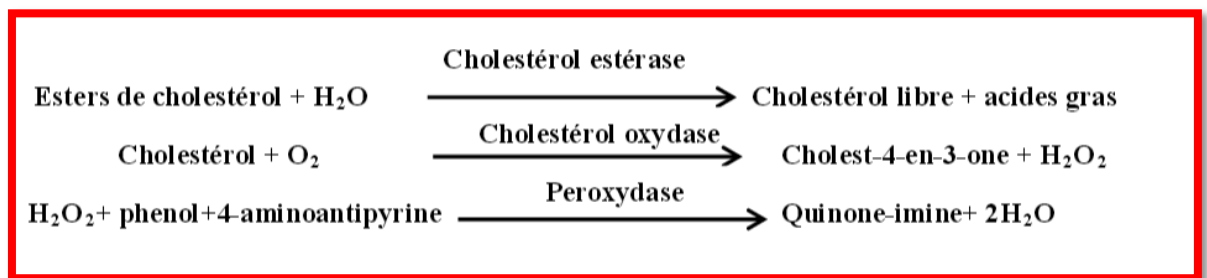 Cholestérol estérase
Esters de cholestérol + H₂O ⟶ Cholestérol libre + acides gras
Cholestérol oxydase
Cholestérol + O₂ ⟶ Cholest-4-en-3-one + H₂O₂
Peroxydase
H₂O₂+ phenol+4-aminoantipyrine ⟶ Quinone-imine+ 2H₂O